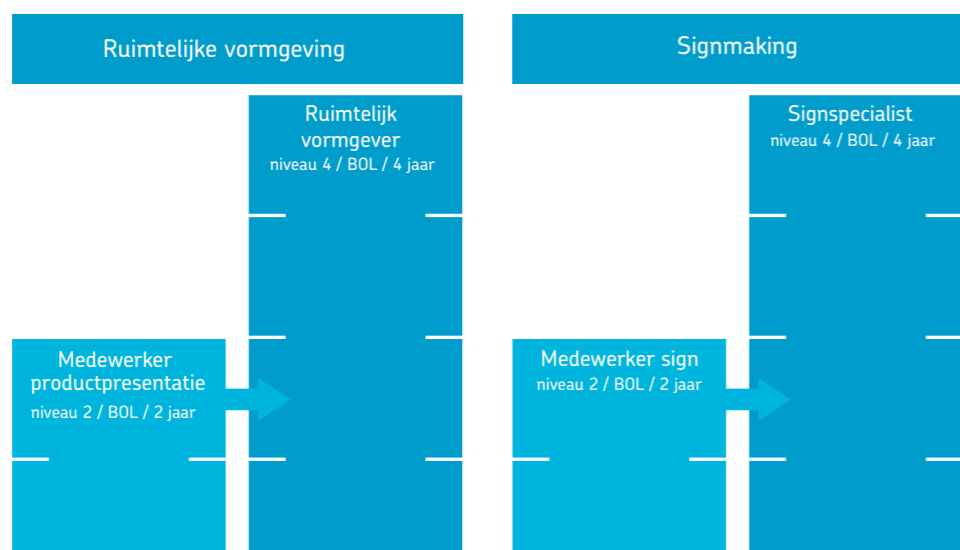 Ruimtelijke vormgeving
Ruimtelijk
vormgever
niveau 4 / BOL / 4 jaar
Medewerker
productpresentatie
niveau 2 / BOL / 2 jaar
Signmaking
Signspecialist
niveau 4 / BOL / 4 jaar
Medewerker sign
niveau 2 / BOL / 2 jaar